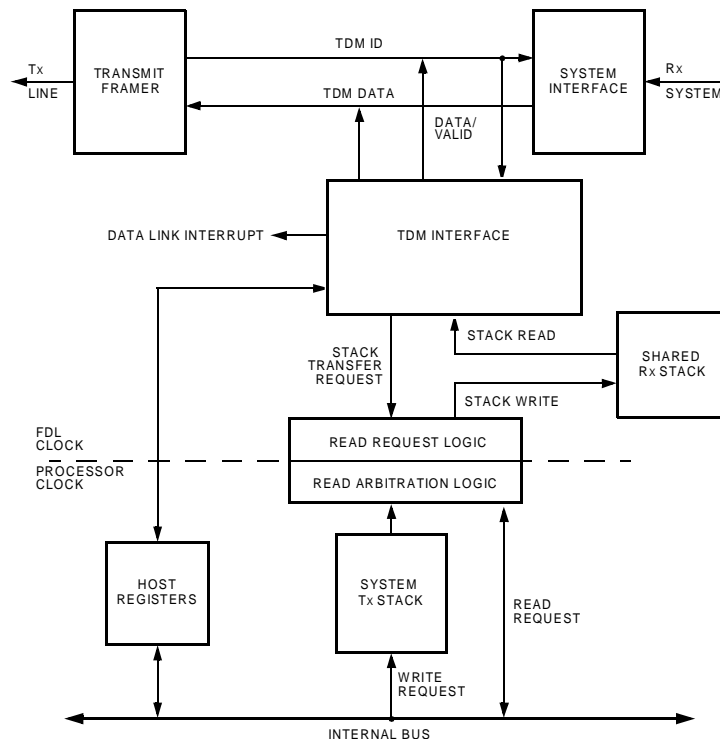 TDM ID
Tx
LINE
TRANSMIT
FRAMER
SYSTEM
INTERFACE
Rx
SYSTEM
TDM DATA
DATA/
VALID
DATA LINK INTERRUPT
TDM INTERFACE
STACK READ
STACK
TRANSFER
REQUEST
SHARED
Rx STACK
STACK WRITE
FDL
CLOCK
READ REQUEST LOGIC
PROCESSOR
CLOCK
READ ARBITRATION LOGIC
HOST
REGISTERS
SYSTEM
Tx STACK
READ
REQUEST
WRITE
REQUEST
INTERNAL BUS